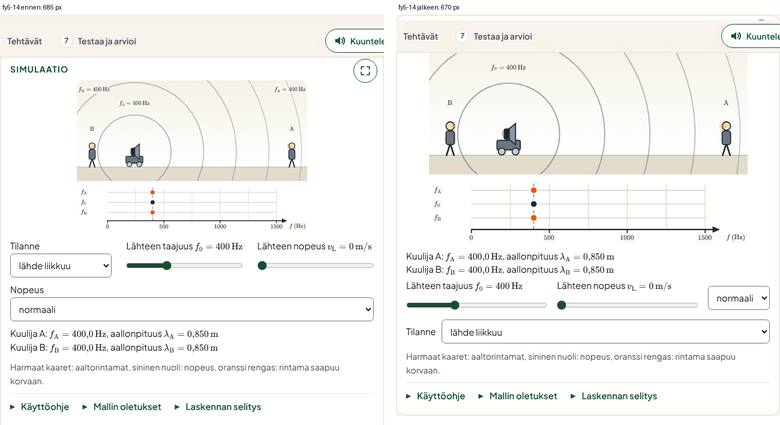 fy5-14 ennen: 685 px
Tehtävät 7 Testaa ja arvioi Kuuntele
SIMULAATIO
f₀ = 400 Hz f_A = 400 Hz
f₀ = 400 Hz
B A
f_A
f₀
f_B
0 500 1000 1500 f (Hz)
Tilanne Lähteen taajuus f₀ = 400 Hz Lähteen nopeus v_L = 0 m/s
lähde liikkuu
Nopeus
normaali
Kuulija A: f_A = 400,0 Hz, aallonpituus λ_A = 0,850 m
Kuulija B: f_B = 400,0 Hz, aallonpituus λ_B = 0,850 m
Harmaat kaaret: aaltorintamat, sininen nuoli: nopeus, oranssi rengas: rintama saapuu
korvaan.
▸ Käyttöohje ▸ Mallin oletukset ▸ Laskennan selitys
fy5-14 jälkeen: 670 px
Tehtävät 7 Testaa ja arvioi Kuuntele
f₀ = 400 Hz
B A
f_A
f₀
f_B
0 500 1000 1500 f (Hz)
Kuulija A: f_A = 400,0 Hz, aallonpituus λ_A = 0,850 m
Kuulija B: f_B = 400,0 Hz, aallonpituus λ_B = 0,850 m
Lähteen taajuus f₀ = 400 Hz Lähteen nopeus v_L = 0 m/s normaali
Tilanne lähde liikkuu
Harmaat kaaret: aaltorintamat, sininen nuoli: nopeus, oranssi rengas: rintama saapuu
korvaan.
▸ Käyttöohje ▸ Mallin oletukset ▸ Laskennan selitys